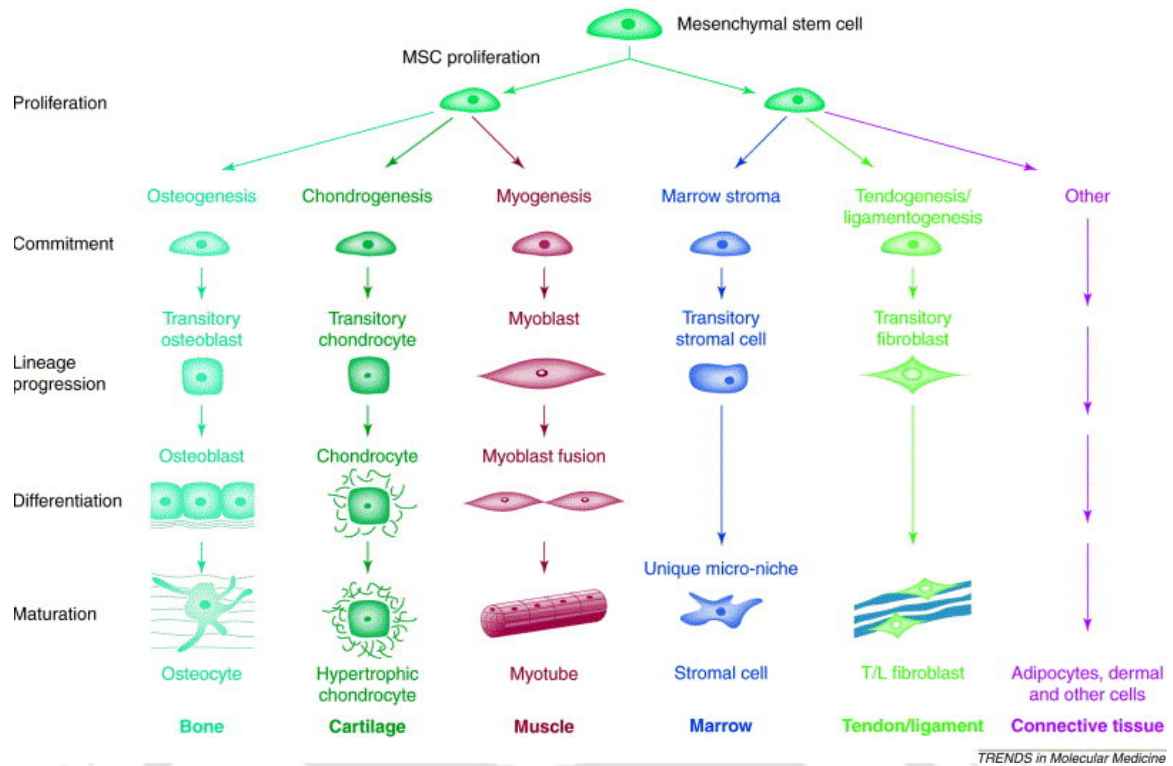 Mesenchymal stem cell
MSC proliferation
Proliferation
Osteogenesis
Chondrogenesis
Myogenesis
Marrow stroma
Tendogenesis/
ligamentogenesis
Other
Commitment
Transitory
osteoblast
Transitory
chondrocyte
Myoblast
Transitory
stromal cell
Transitory
fibroblast
Lineage
progression
Osteoblast
Chondrocyte
Myoblast fusion
Differentiation
Unique micro-niche
Maturation
Osteocyte
Hypertrophic
chondrocyte
Myotube
Stromal cell
T/L fibroblast
Adipocytes, dermal
and other cells
Bone
Cartilage
Muscle
Marrow
Tendon/ligament
Connective tissue
TRENDS in Molecular Medicine